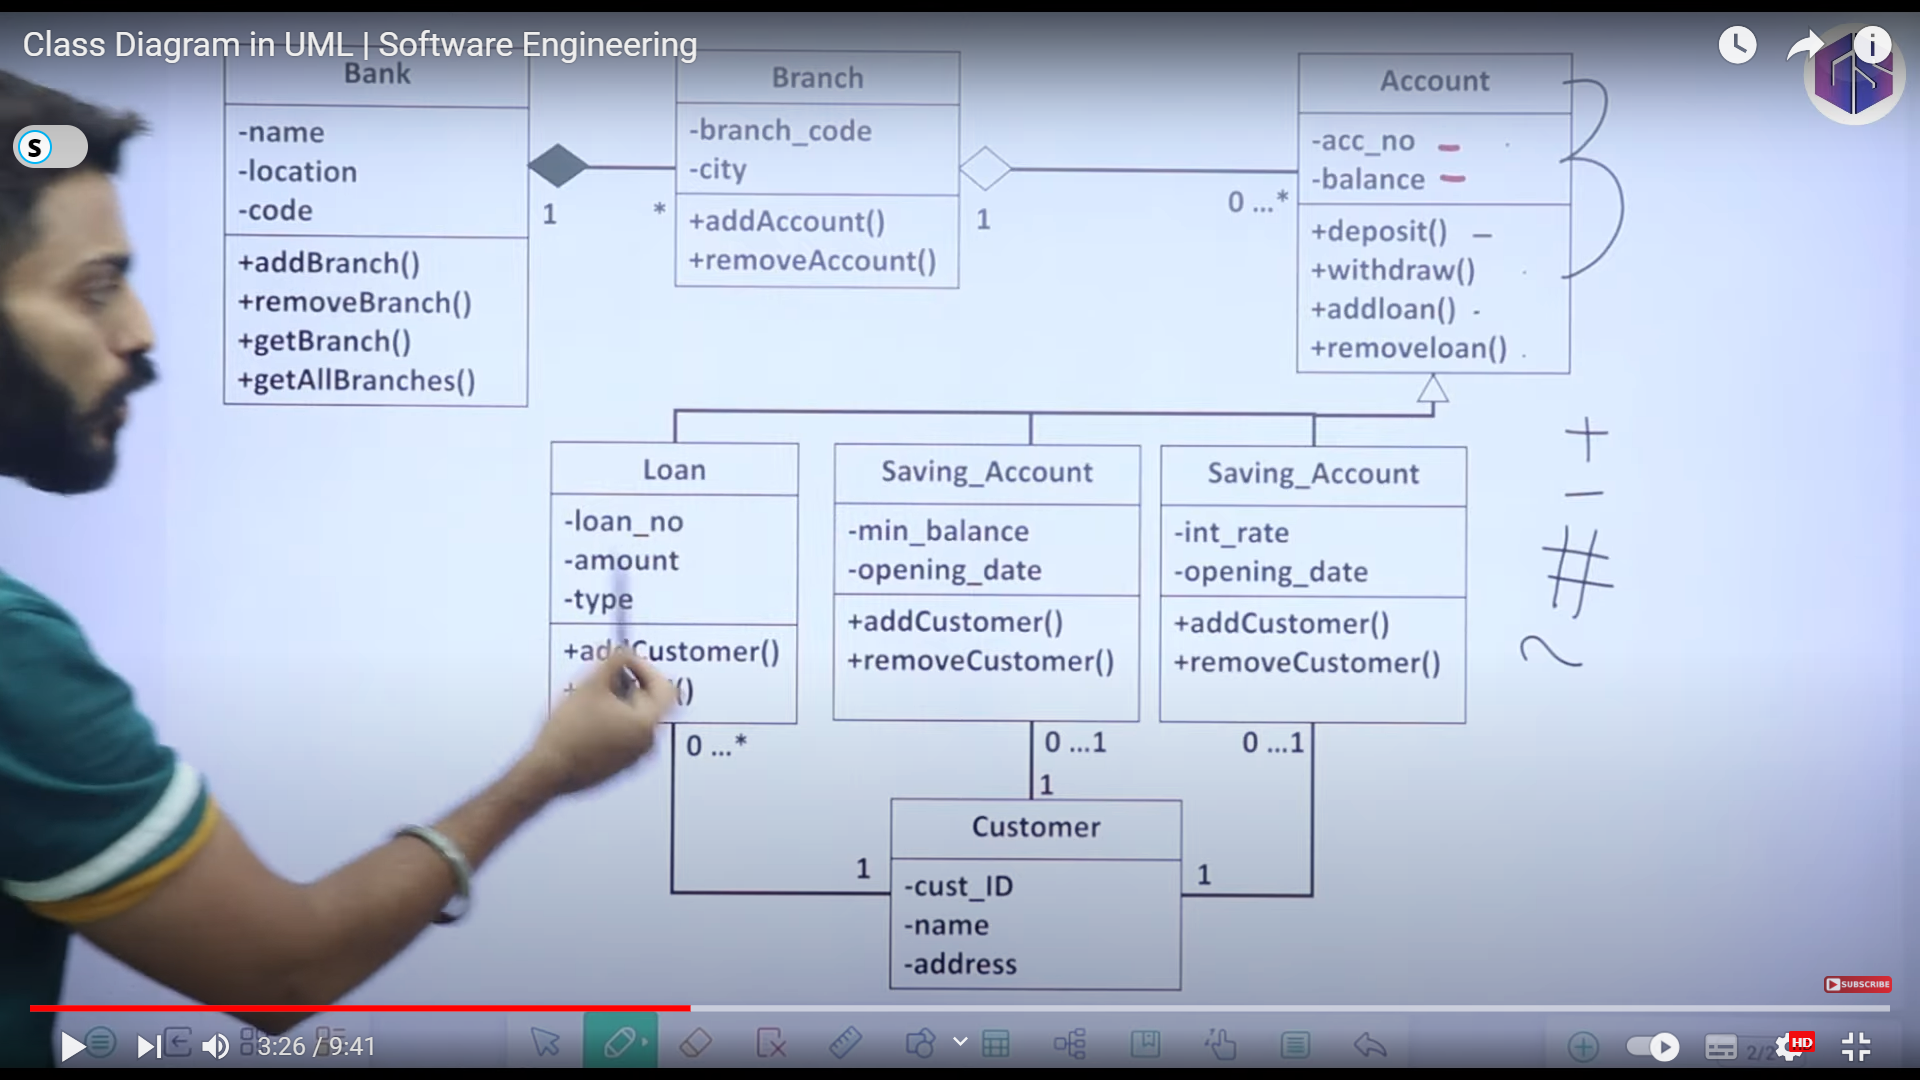 Class Diagram in UML | Software Engineering
S
Bank
-name
-location
-code
+addBranch()
+removeBranch()
+getBranch()
+getAllBranches()
1
*
Branch
-branch_code
-city
+addAccount()
+removeAccount()
1
0 ...*
Account
-acc_no
-balance
+deposit()
+withdraw()
+addloan()
+removeloan()
+
-
#
~
Loan
-loan_no
-amount
-type
+addCustomer()
0 ...*
Saving_Account
-min_balance
-opening_date
+addCustomer()
+removeCustomer()
0 ...1
1
Saving_Account
-int_rate
-opening_date
+addCustomer()
+removeCustomer()
0 ...1
1
1
Customer
-cust_ID
-name
-address
SUBSCRIBE
3:26 / 9:41
HD